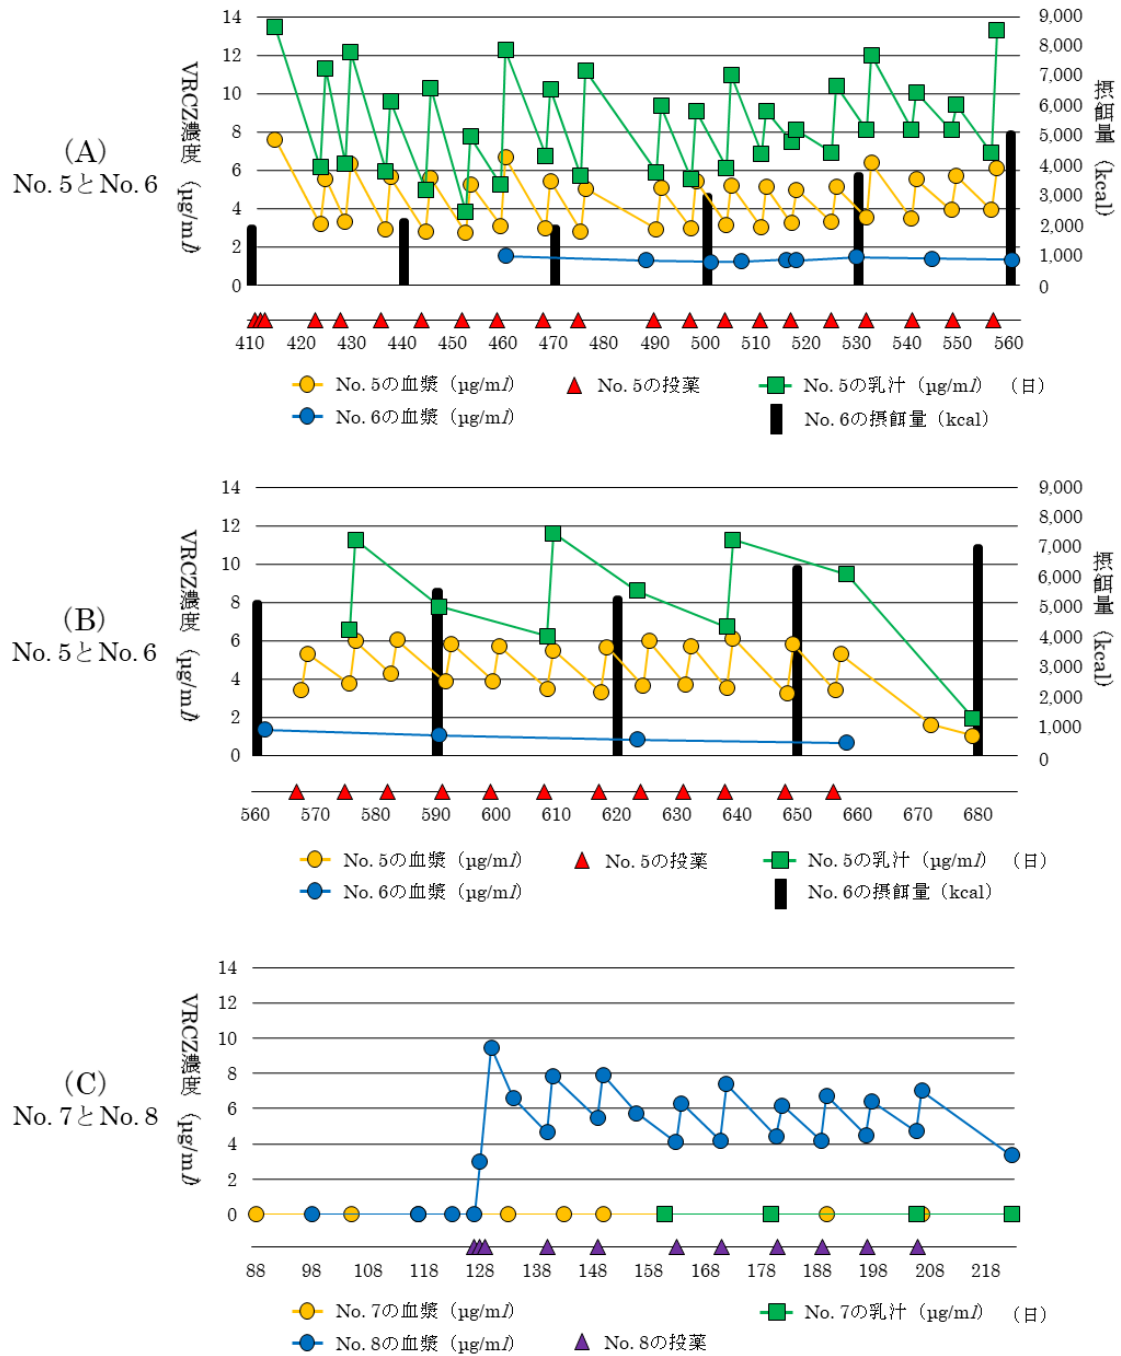 14
12
10
8
6
4
2
0
VRCZ濃度（µg/ml）
9,000
8,000
7,000
6,000
5,000
4,000
3,000
2,000
1,000
0
摂餌量（kcal）
（A）
No. 5とNo. 6
410 420 430 440 450 460 470 480 490 500 510 520 530 540 550 560
No. 5の血漿（µg/ml） No. 5の投薬 No. 5の乳汁（µg/ml） （日）
No. 6の血漿（µg/ml） No. 6の摂餌量（kcal）
14
12
10
8
6
4
2
0
VRCZ濃度（µg/ml）
9,000
8,000
7,000
6,000
5,000
4,000
3,000
2,000
1,000
0
摂餌量（kcal）
（B）
No. 5とNo. 6
560 570 580 590 600 610 620 630 640 650 660 670 680
No. 5の血漿（µg/ml） No. 5の投薬 No. 5の乳汁（µg/ml） （日）
No. 6の血漿（µg/ml） No. 6の摂餌量（kcal）
14
12
10
8
6
4
2
0
VRCZ濃度（µg/ml）
（C）
No. 7とNo. 8
88 98 108 118 128 138 148 158 168 178 188 198 208 218
No. 7の血漿（µg/ml） No. 7の乳汁（µg/ml） （日）
No. 8の血漿（µg/ml） No. 8の投薬